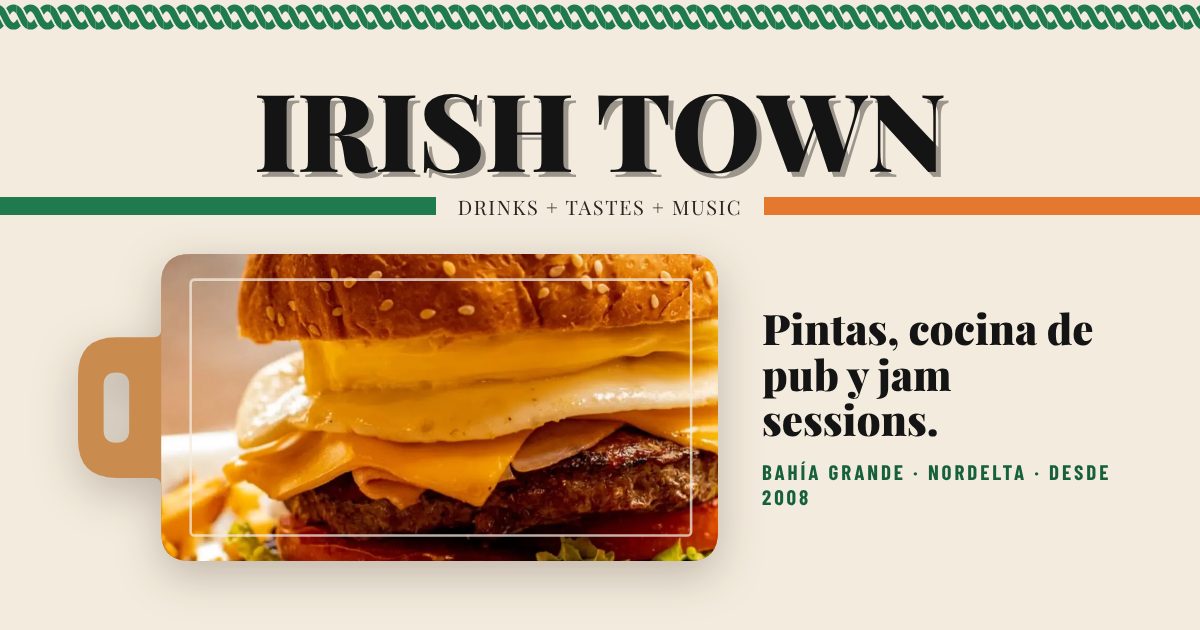 IRISH TOWN
DRINKS + TASTES + MUSIC
Pintas, cocina de
pub y jam
sessions.
BAHÍA GRANDE · NORDELTA · DESDE
2008